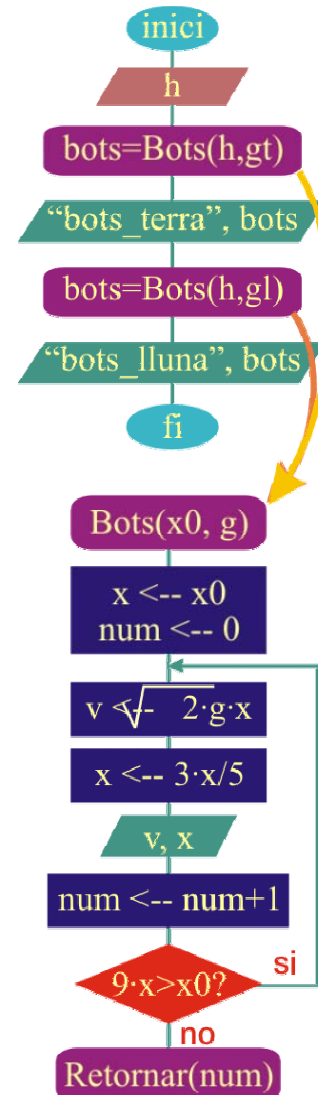 inici
h
bots=Bots(h,gt)
“bots_terra”, bots
bots=Bots(h,gl)
“bots_lluna”, bots
fi
Bots(x0, g)
x <-- x0
num <-- 0
v <-- √2·g·x
x <-- 3·x/5
v, x
num <-- num+1
9·x>x0?
si
no
Retornar(num)